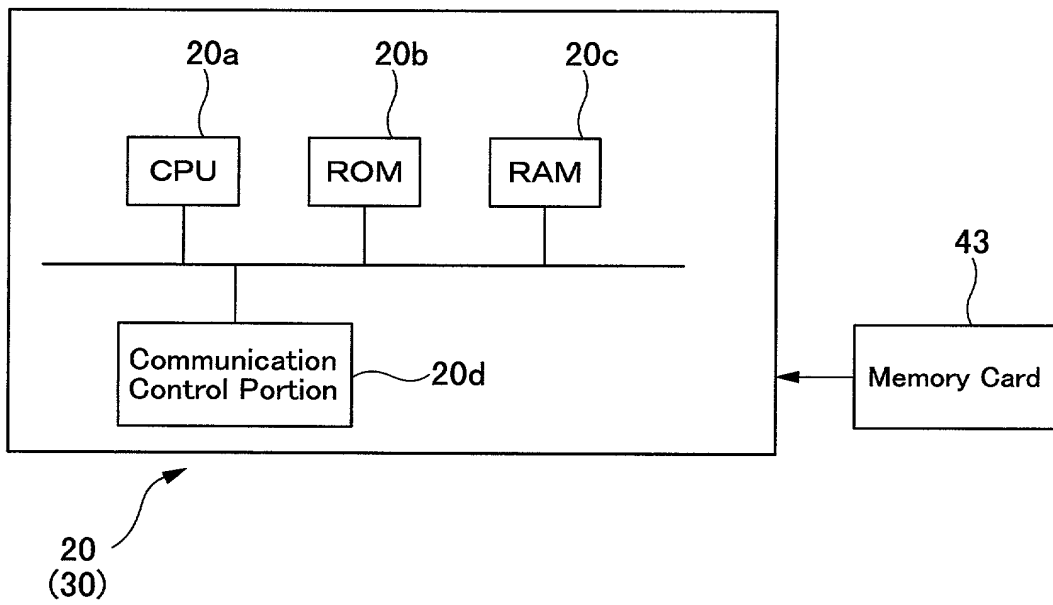 20a
20b
20c
CPU
ROM
RAM
43
Communication
Control Portion
20d
Memory Card
20
(30)